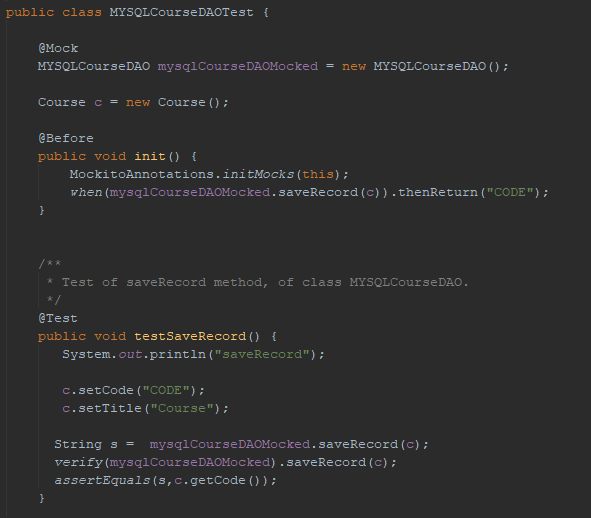 public class MYSQLCourseDAOTest {
@Mock
MYSQLCourseDAO mysqlCourseDAOMocked = new MYSQLCourseDAO();
Course c = new Course();
@Before
public void init() {
MockitoAnnotations.initMocks(this);
when(mysqlCourseDAOMocked.saveRecord(c)).thenReturn("CODE");
}
/**
* Test of saveRecord method, of class MYSQLCourseDAO.
*/
@Test
public void testSaveRecord() {
System.out.println("saveRecord");
c.setCode("CODE");
c.setTitle("Course");
String s =  mysqlCourseDAOMocked.saveRecord(c);
verify(mysqlCourseDAOMocked).saveRecord(c);
assertEquals(s,c.getCode());
}